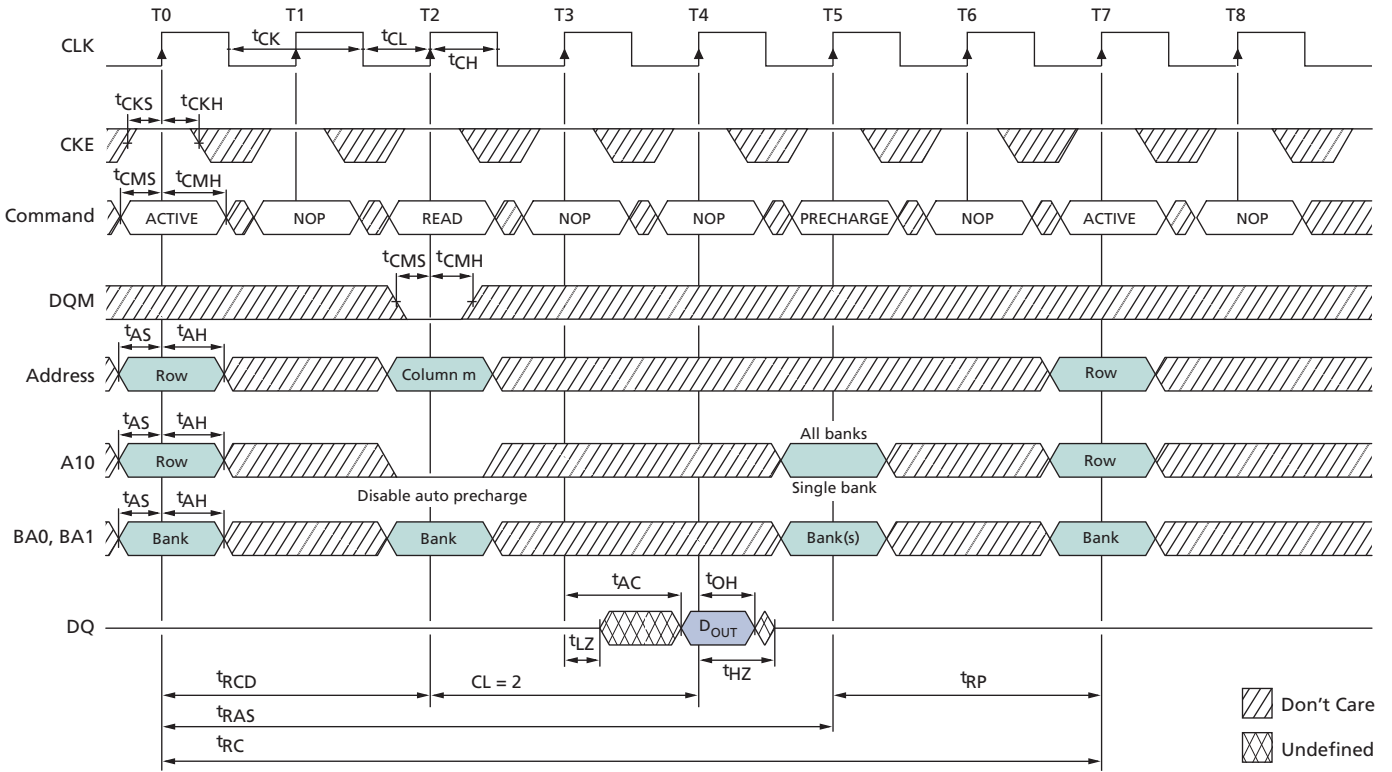 T0 T1 T2 T3 T4 T5 T6 T7 T8
CLK tCK tCL tCH
tCKS tCKH
CKE
tCMS tCMH
Command ACTIVE NOP READ NOP NOP PRECHARGE NOP ACTIVE NOP
tCMS tCMH
DQM
tAS tAH
Address Row Column m Row
tAS tAH All banks
A10 Row Row
Disable auto precharge Single bank
tAS tAH
BA0, BA1 Bank Bank Bank(s) Bank
tAC tOH
DQ DOUT
tLZ tHZ
tRCD CL = 2 tRP
Don't Care
tRAS
tRC
Undefined